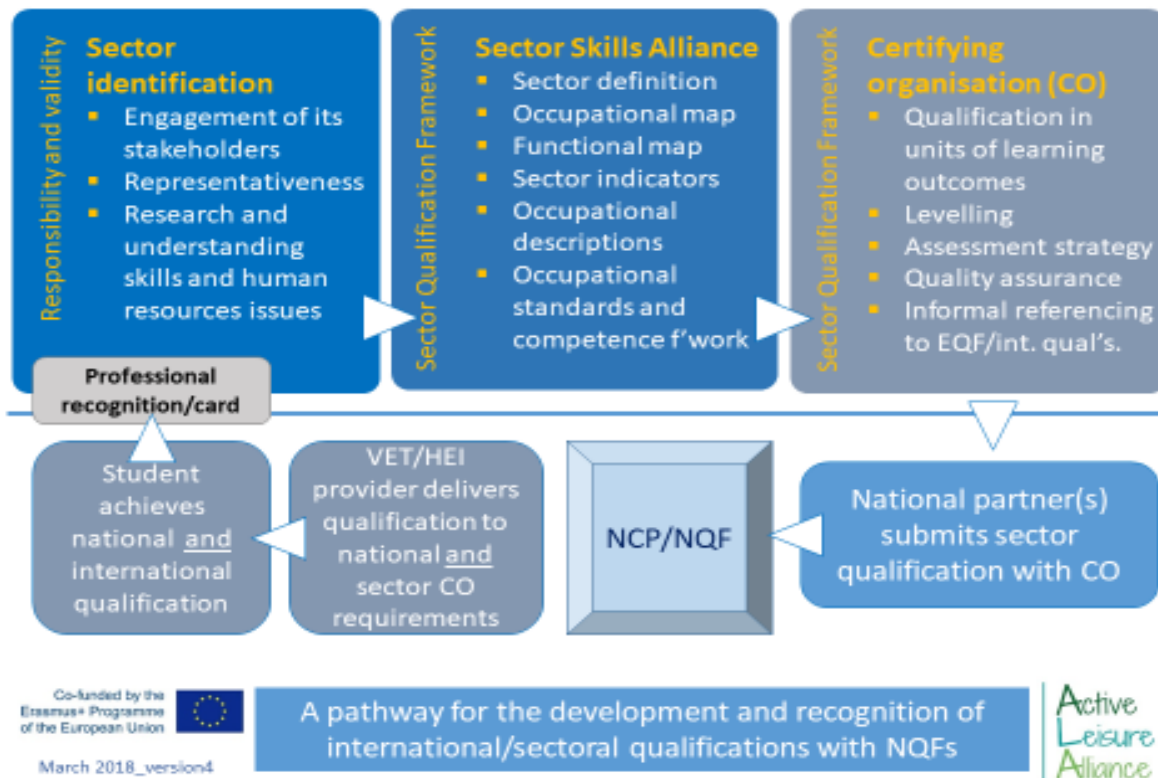 Responsibility and validity
Sector
identification
▪ Engagement of its
stakeholders
▪ Representativeness
▪ Research and
understanding
skills and human
resources issues
Sector Qualification Framework
Sector Skills Alliance
▪ Sector definition
▪ Occupational map
▪ Functional map
▪ Sector indicators
▪ Occupational
descriptions
▪ Occupational
standards and
competence f'work
Sector Qualification Framework
Certifying
organisation (CO)
▪ Qualification in
units of learning
outcomes
▪ Levelling
▪ Assessment strategy
▪ Quality assurance
▪ Informal referencing
to EQF/int. qual's.
Professional
recognition/card
Student
achieves
national and
international
qualification
VET/HEI
provider delivers
qualification to
national and
sector CO
requirements
NCP/NQF
National partner(s)
submits sector
qualification with CO
Co-funded by the
Erasmus+ Programme
of the European Union
March 2018_version4
A pathway for the development and recognition of
international/sectoral qualifications with NQFs
Active
Leisure
Alliance